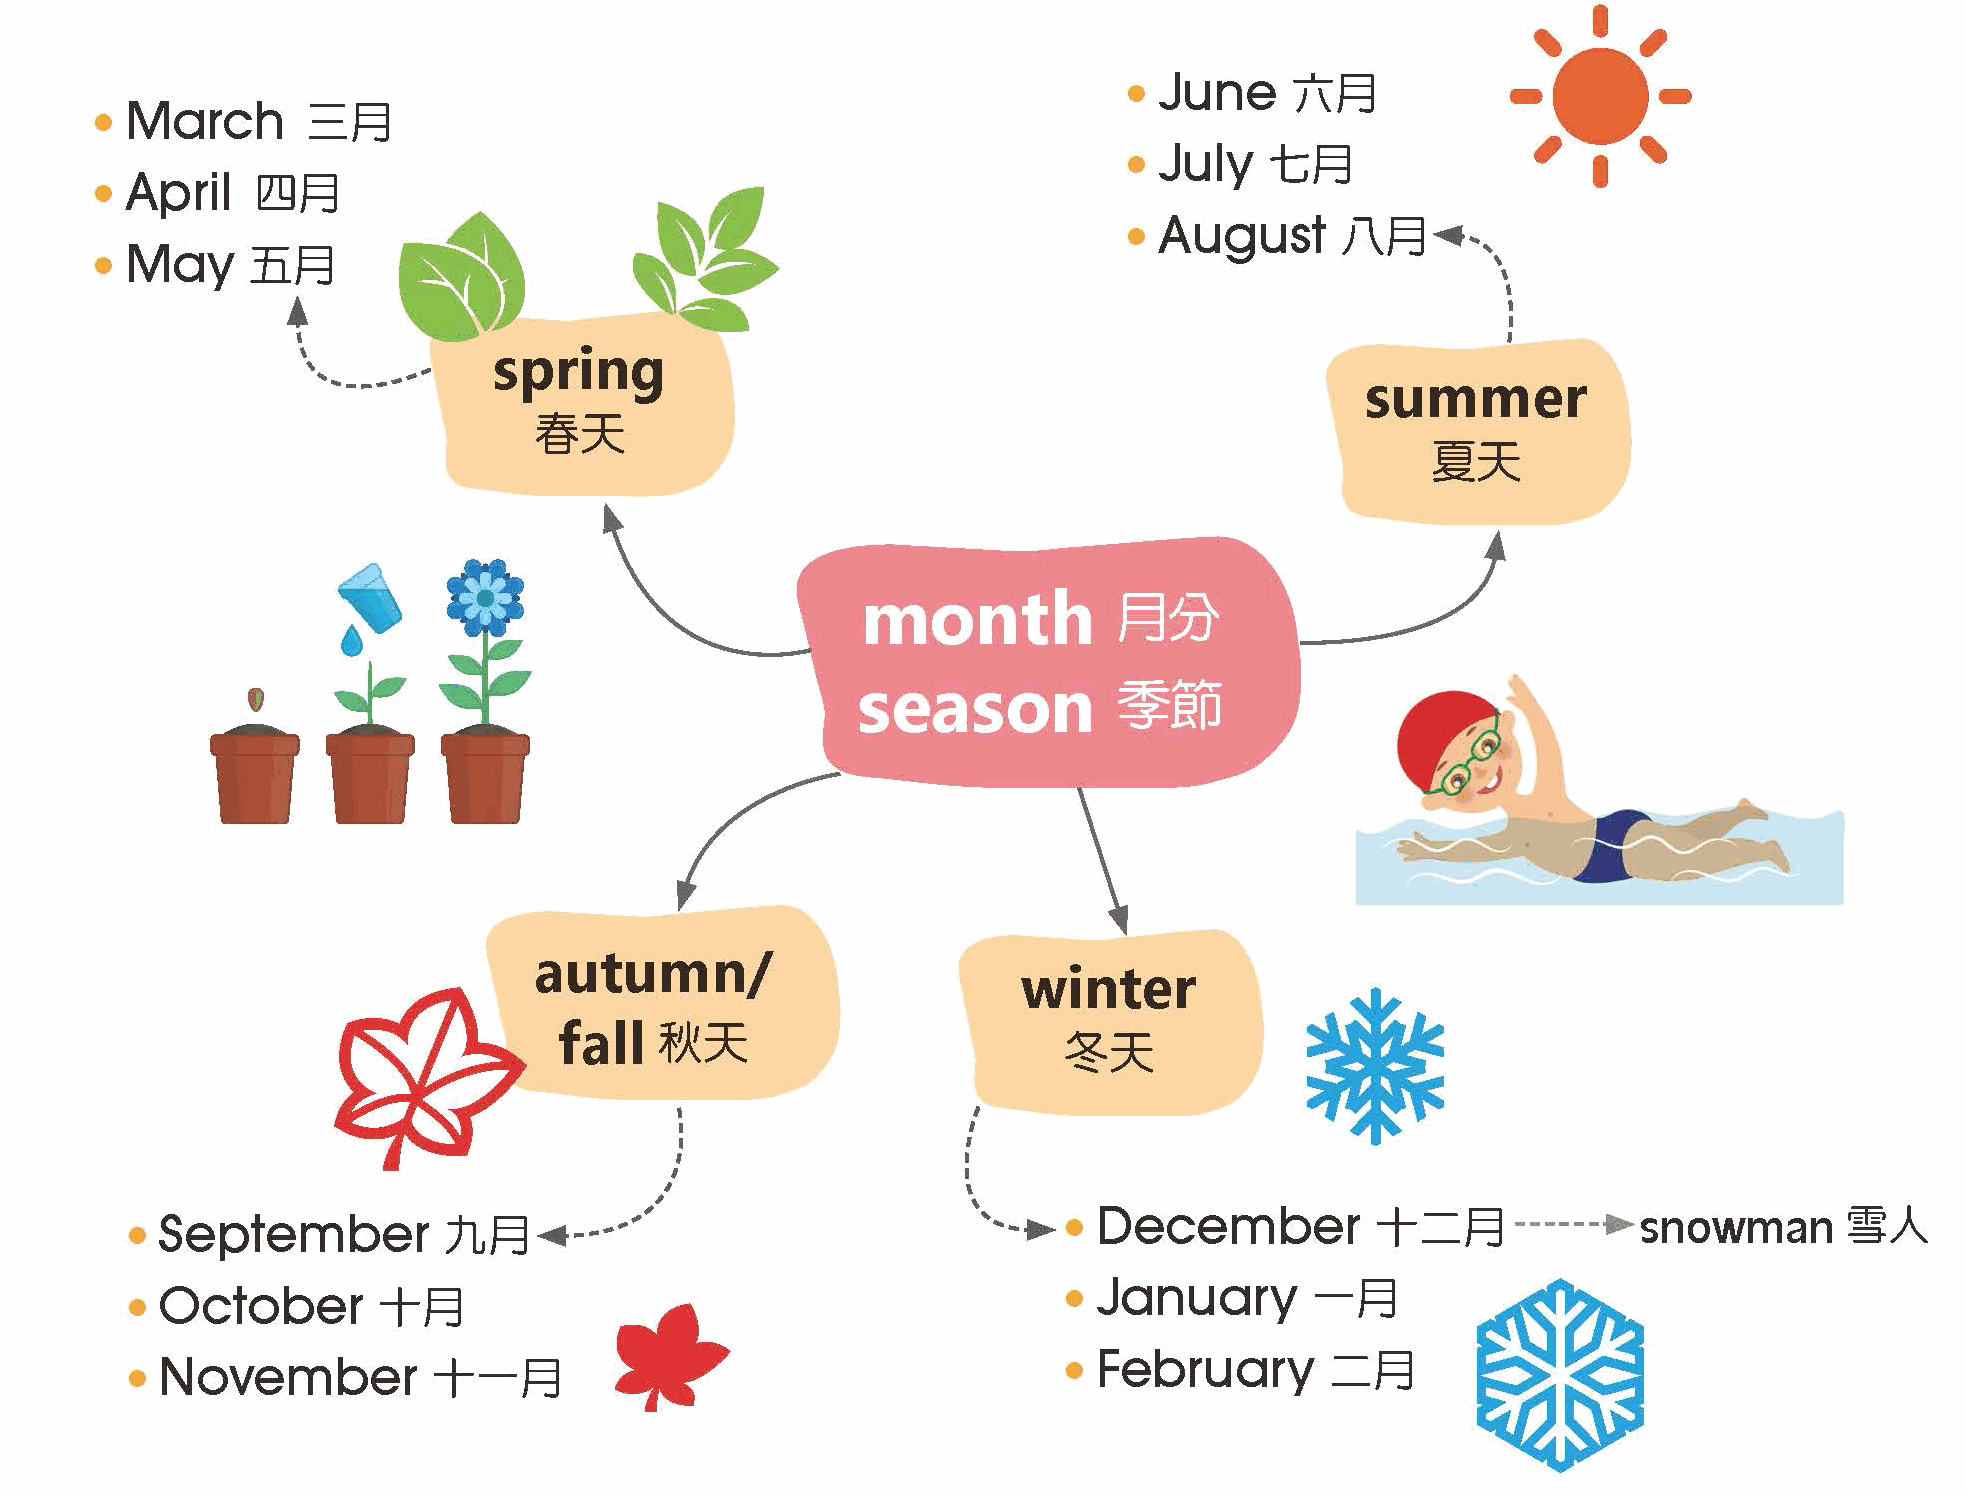 March 三月
April 四月
May 五月
spring
春天
June 六月
July 七月
August 八月
summer
夏天
month 月分
season 季節
autumn/
fall 秋天
September 九月
October 十月
November 十一月
winter
冬天
December 十二月 snowman 雪人
January 一月
February 二月